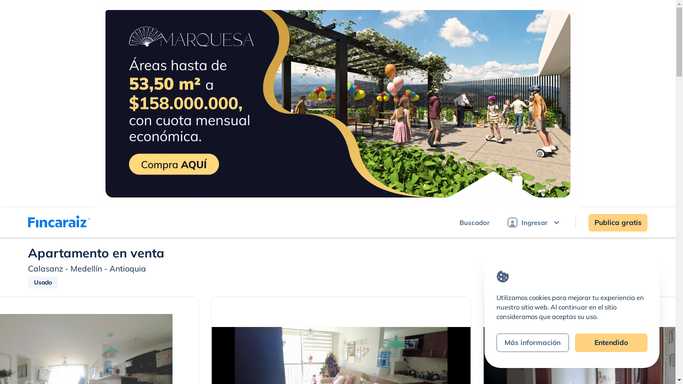 MARQUESA
Áreas hasta de
53,50 m² a
$158.000.000,
con cuota mensual
económica.
Compra AQUÍ
Fincaraiz
Buscador
Ingresar
Publica gratis
Apartamento en venta
Calasanz - Medellín - Antioquia
Usado
Utilizamos cookies para mejorar tu experiencia en
nuestro sitio web. Al continuar en el sitio
consideramos que aceptas su uso.
Más información
Entendido